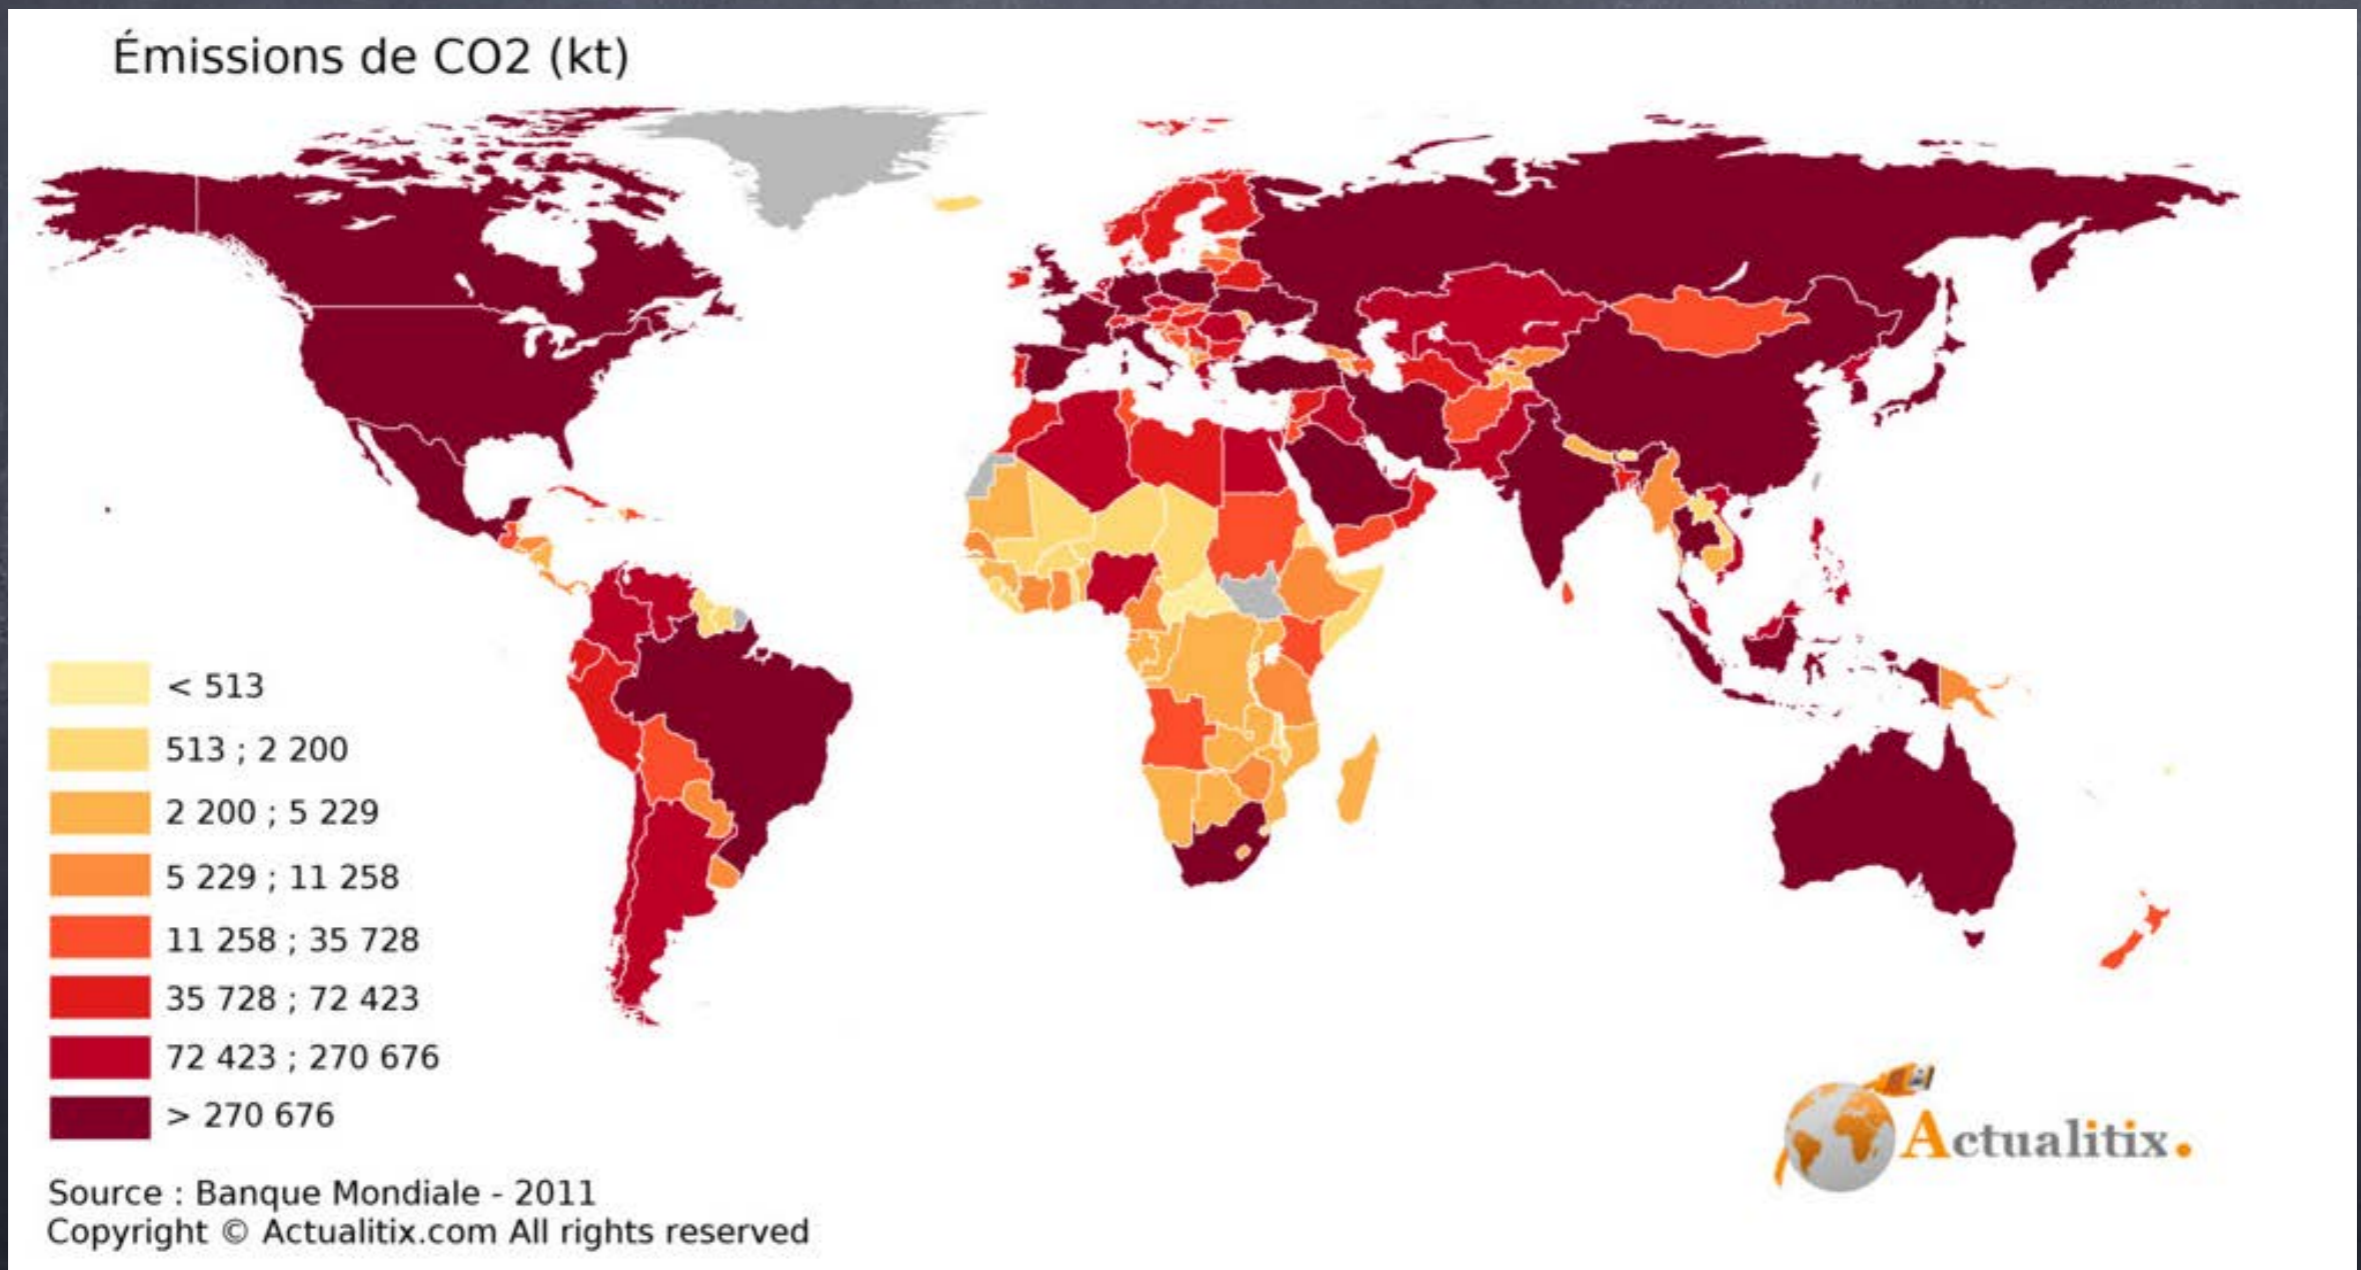 Émissions de CO2 (kt)
< 513
513 ; 2 200
2 200 ; 5 229
5 229 ; 11 258
11 258 ; 35 728
35 728 ; 72 423
72 423 ; 270 676
> 270 676
Actualitix.
Source : Banque Mondiale - 2011
Copyright © Actualitix.com All rights reserved